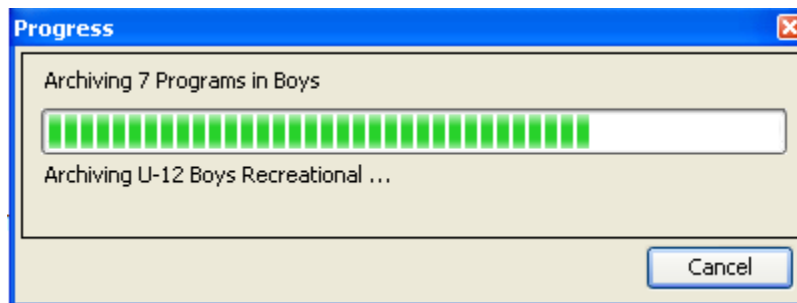 Progress
Archiving 7 Programs in Boys
Archiving U-12 Boys Recreational ...
Cancel